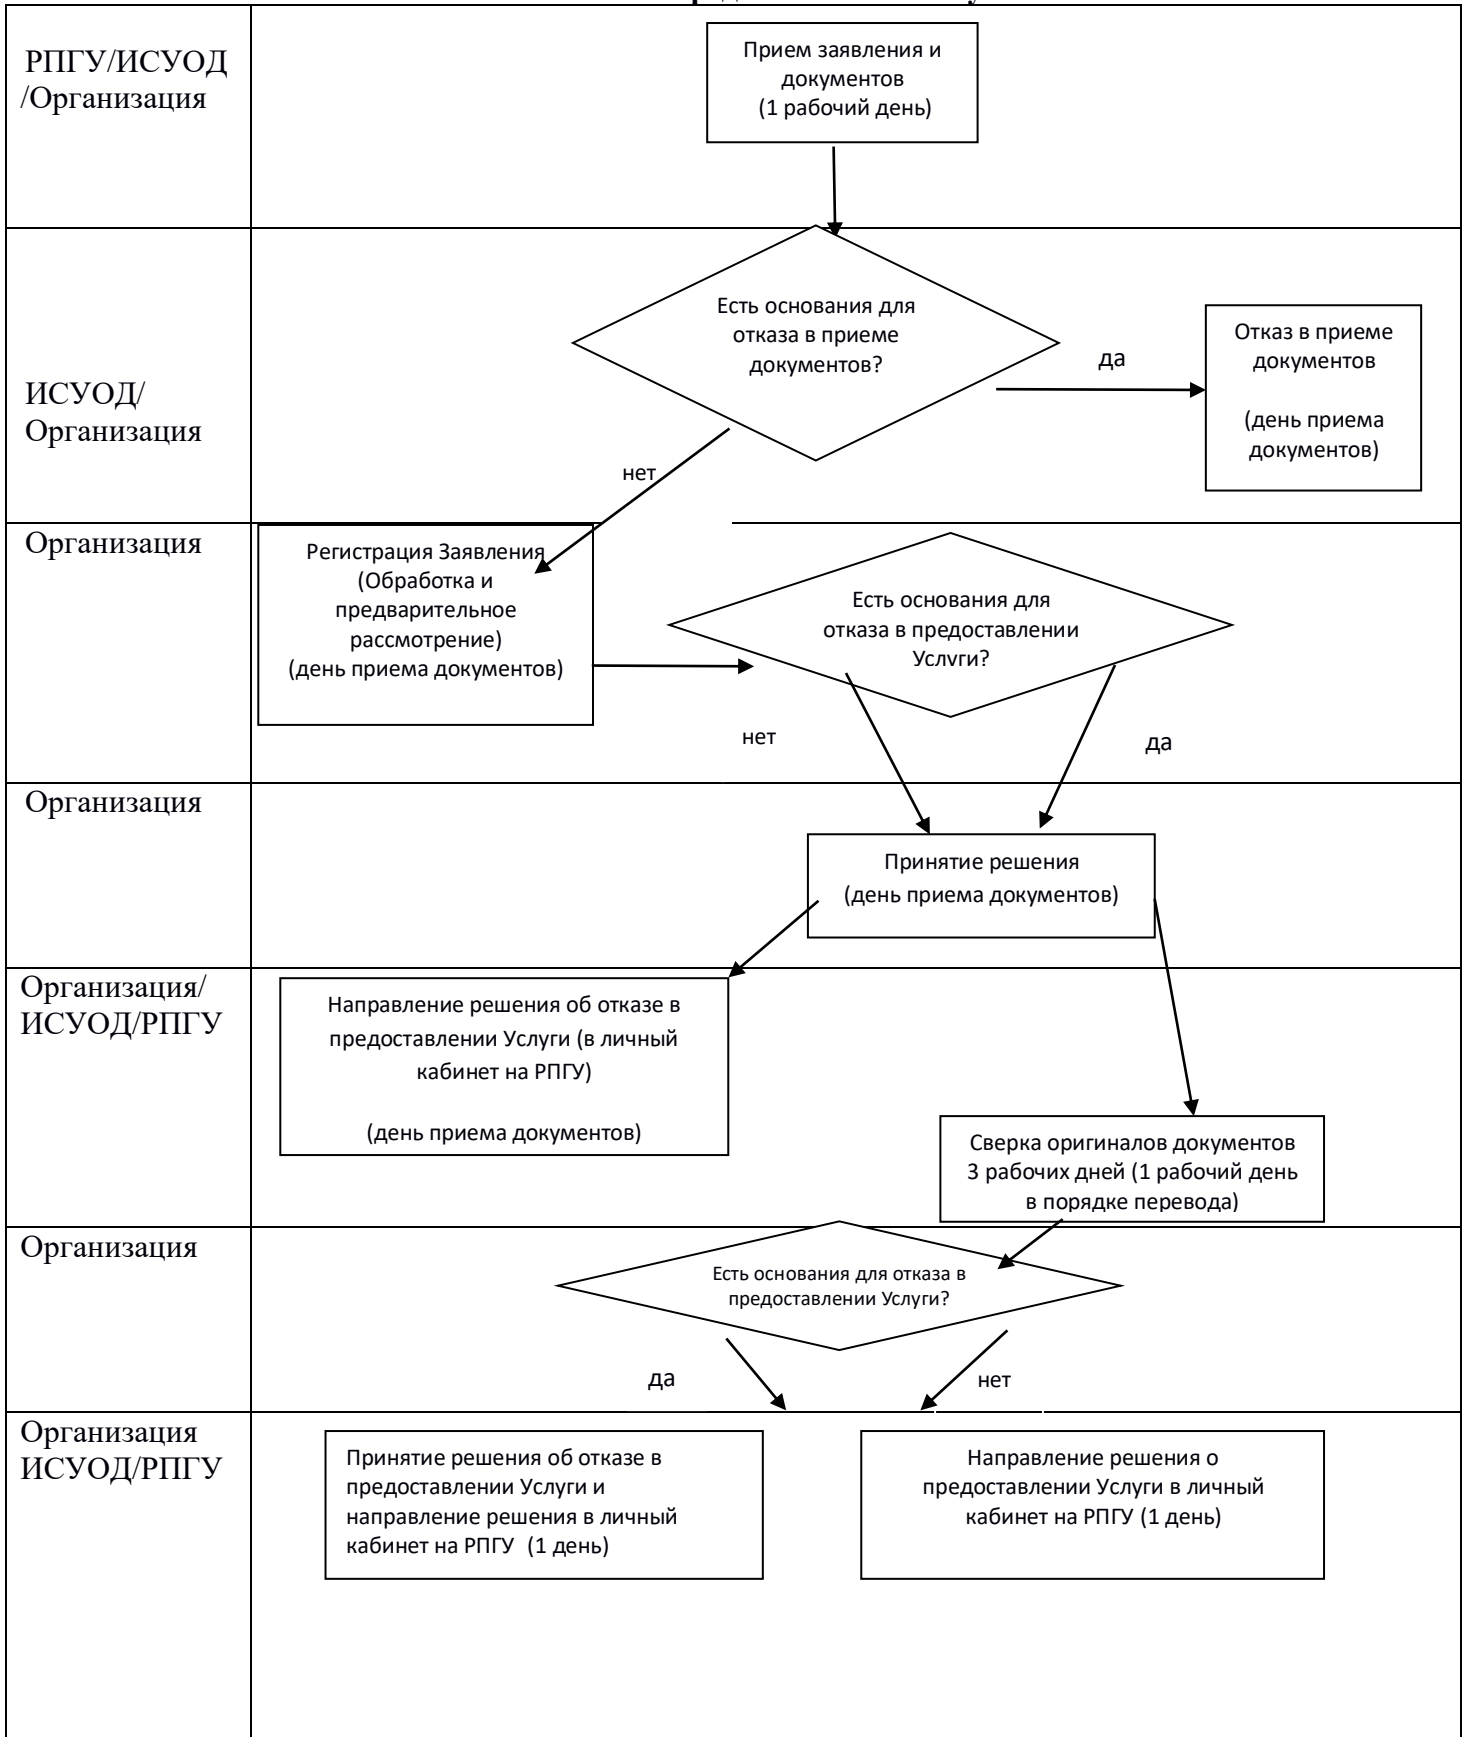 РПГУ/ИСУОД
/Организация
Прием заявления и
документов
(1 рабочий день)
ИСУОД/
Организация
Есть основания для
отказа в приеме
документов?
да
Отказ в приеме
документов
(день приема
документов)
нет
Организация
Регистрация Заявления
(Обработка и
предварительное
рассмотрение)
(день приема документов)
Есть основания для
отказа в предоставлении
Услуги?
нет
да
Организация
Принятие решения
(день приема документов)
Организация/
ИСУОД/РПГУ
Направление решения об отказе в
предоставлении Услуги (в личный
кабинет на РПГУ)
(день приема документов)
Сверка оригиналов документов
3 рабочих дней (1 рабочий день
в порядке перевода)
Организация
Есть основания для отказа в
предоставлении Услуги?
да
нет
Организация
ИСУОД/РПГУ
Принятие решения об отказе в
предоставлении Услуги и
направление решения в личный
кабинет на РПГУ (1 день)
Направление решения о
предоставлении Услуги в личный
кабинет на РПГУ (1 день)